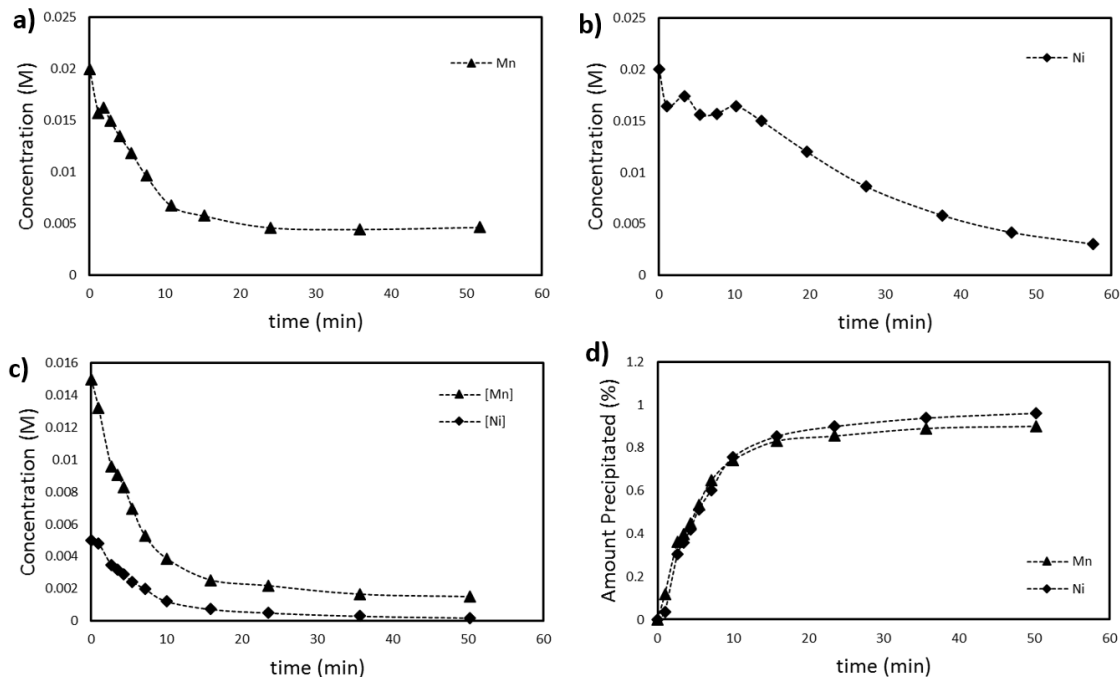 a)
0.025
0.02
0.015
0.01
0.005
0
Concentration (M)
0 10 20 30 40 50 60
time (min)
Mn
b)
0.025
0.02
0.015
0.01
0.005
0
Concentration (M)
0 10 20 30 40 50 60
time (min)
Ni
c)
0.016
0.014
0.012
0.01
0.008
0.006
0.004
0.002
0
Concentration (M)
0 10 20 30 40 50 60
time (min)
[Mn]
[Ni]
d)
1.2
1
0.8
0.6
0.4
0.2
0
Amount Precipitated (%)
0 10 20 30 40 50 60
time (min)
Mn
Ni